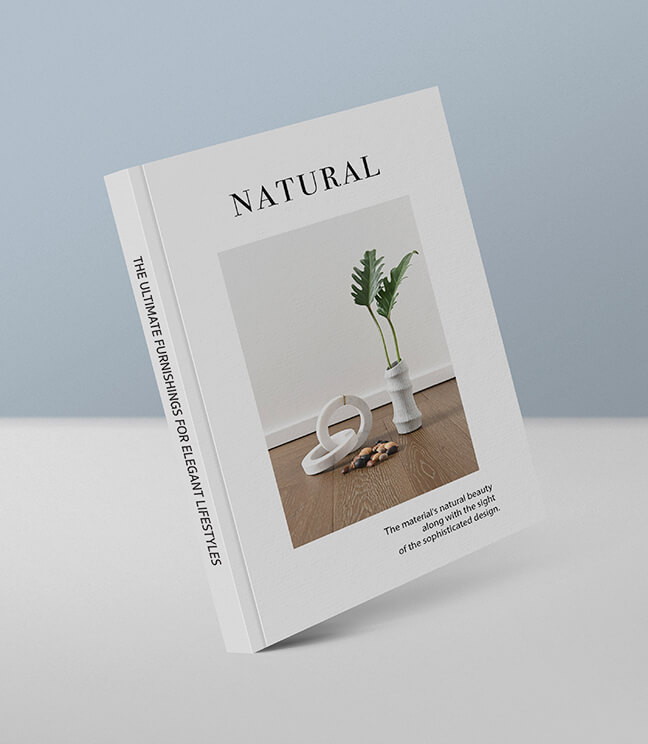 NATURAL
The material's natural beauty
along with the sight
of the sophisticated design.
THE ULTIMATE FURNISHINGS FOR ELEGANT LIFESTYLES